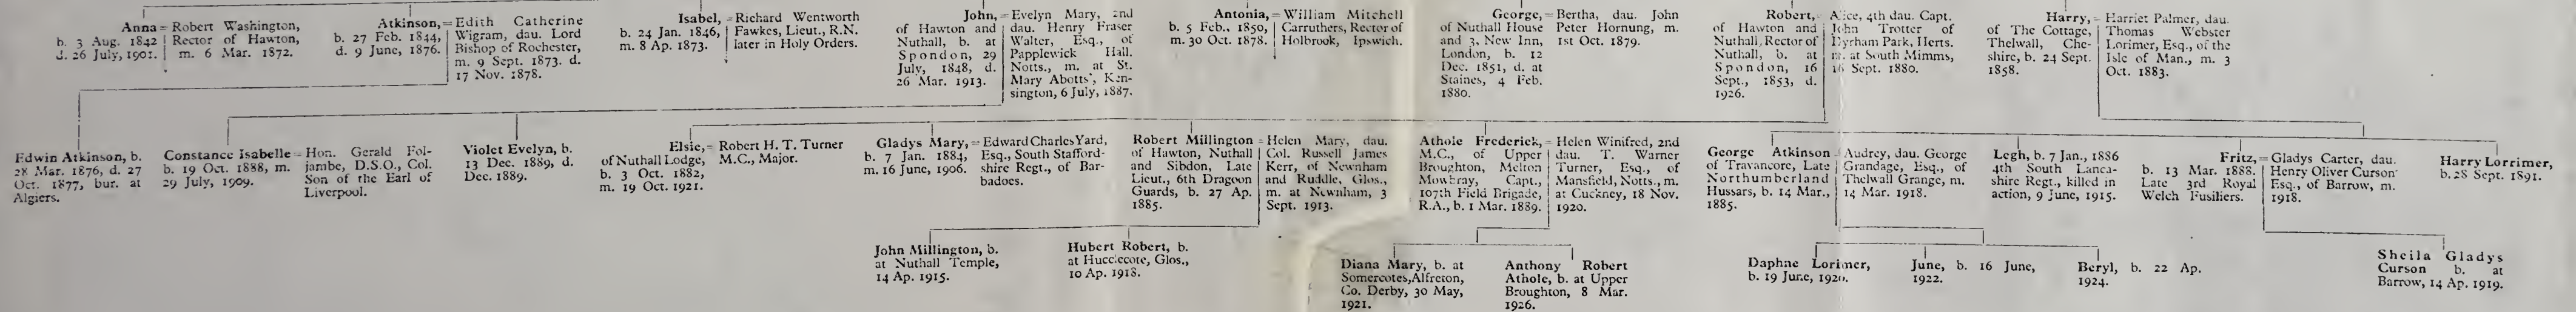 Anna = Robert Washington,
b. 3 Aug. 1842 Rector of Hawton,
d. 26 July, 1901. m. 6 Mar. 1872.
Atkinson, = Edith Catherine
b. 27 Feb. 1844, Wigram, dau. Lord
d. 9 June, 1876. Bishop of Rochester,
m. 9 Sept. 1873. d.
17 Nov. 1878.
Isabel, = Richard Wentworth
b. 24 Jan. 1846, Fawkes, Lieut., R.N.
m. 8 Ap. 1873. later in Holy Orders.
John, = Evelyn Mary, 2nd
of Hawton and dau. Henry Fraser
Nuthall, b. at Walter, Esq., of
Spondon, 29 Papplewick Hall.
July, 1848, d. Notts., m. at St.
26 Mar. 1913. Mary Abotts', Ken-
sington, 6 July, 1887.
Antonia, = William Mitchell
b. 5 Feb., 1850, Carruthers, Rector of
m. 30 Oct. 1878. Holbrook, Ipswich.
George, = Bertha, dau. John
of Nuthall House Peter Hornung, m.
and 3, New Inn, 1st Oct. 1879.
London, b. 12
Dec. 1851, d. at
Staines, 4 Feb.
1880.
Robert, Alice, 4th dau. Capt.
of Hawton and John Trotter of
Nuthall, Rector of Dyrham Park, Herts.
Nuthall, b. at m. at South Mimms,
Spondon, 16 16 Sept. 1880.
Sept., 1853, d.
1926.
Harry, = Harriet Palmer, dau.
of The Cottage, Thomas Webster
Thelwall, Che- Lorimer, Esq., of the
shire, b. 24 Sept. Isle of Man., m. 3
1858. Oct. 1883.
Edwin Atkinson, b.
28 Mar. 1876, d. 27
Oct. 1877, bur. at
Algiers.
Constance Isabelle = Hon. Gerald Fol-
b. 19 Oct. 1888, m. jambe, D.S.O., Col.
29 July, 1909. Son of the Earl of
Liverpool.
Violet Evelyn, b.
13 Dec. 1889, d.
Dec. 1889.
Elsie, = Robert H. T. Turner
of Nuthall Lodge, M.C., Major.
b. 3 Oct. 1882,
m. 19 Oct. 1921.
Gladys Mary, = Edward Charles Yard,
b. 7 Jan. 1884, Esq., South Stafford-
m. 16 June, 1906. shire Regt., of Bar-
badoes.
Robert Millington = Helen Mary, dau.
of Hawton, Nuthall Col. Russell James
and Sibdon, Late Kerr, of Newnham
Lieut., 6th Dragoon and Ruddle, Glos.,
Guards, b. 27 Ap. m. at Newnham, 3
1885. Sept. 1913.
Athole Frederick, = Helen Winifred, 2nd
M.C., of Upper dau. T. Warner
Broughton, Melton Turner, Esq., of
Mowbray, Capt., Mansfield, Notts., m.
107th Field Brigade, at Cuckney, 18 Nov.
R.A., b. 1 Mar. 1889. 1920.
George Atkinson Audrey, dau. George
of Travancore, Late Grandage, Esq., of
Northumberland Thelwall Grange, m.
Hussars, b. 14 Mar., 14 Mar. 1918.
1885.
Legh, b. 7 Jan., 1886
4th South Lanca-
shire Regt., killed in
action, 9 June, 1915.
Fritz, = Gladys Carter, dau.
b. 13 Mar. 1888. Henry Oliver Curson
Late 3rd Royal Esq., of Barrow, m.
Welch Fusiliers. 1918.
Harry Lorrimer,
b. 28 Sept. 1891.
John Millington, b.
at Nuthall Temple,
14 Ap. 1915.
Hubert Robert, b.
at Hucclecote, Glos.,
10 Ap. 1918.
Diana Mary, b. at
Somercotes, Alfreton,
Co. Derby, 30 May,
1921.
Anthony Robert
Athole, b. at Upper
Broughton, 8 Mar.
1926.
Daphne Lorimer,
b. 19 June, 1920.
June, b. 16 June,
1922.
Beryl, b. 22 Ap.
1924.
Sheila Gladys
Curson b. at
Barrow, 14 Ap. 1919.